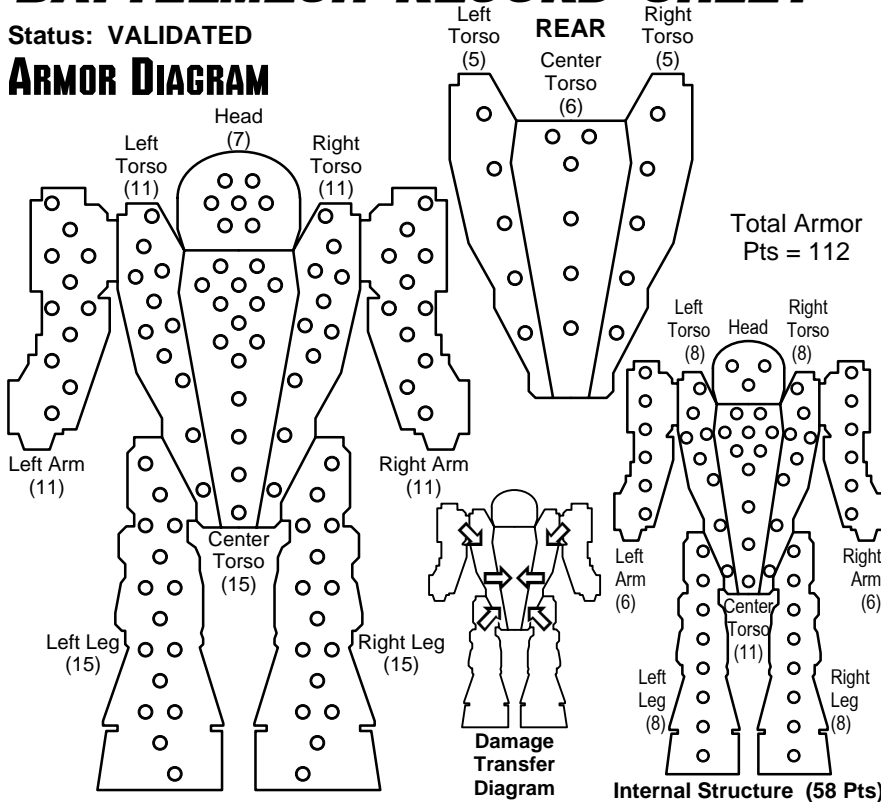 BATTLEMECH RECORD SHEET
Status: VALIDATED
ARMOR DIAGRAM
Head
(7)
Left
Torso
(11)
Right
Torso
(11)
Left Arm
(11)
Right Arm
(11)
Center
Torso
(15)
Left Leg
(15)
Right Leg
(15)
REAR
Left
Torso
(5)
Center
Torso
(6)
Right
Torso
(5)
Total Armor
Pts = 112
Damage
Transfer
Diagram
Left
Torso
(8)
Head
Right
Torso
(8)
Left
Arm
(6)
Right
Arm
(6)
Center
Torso
(11)
Left
Leg
(8)
Right
Leg
(8)
Internal Structure (58 Pts)